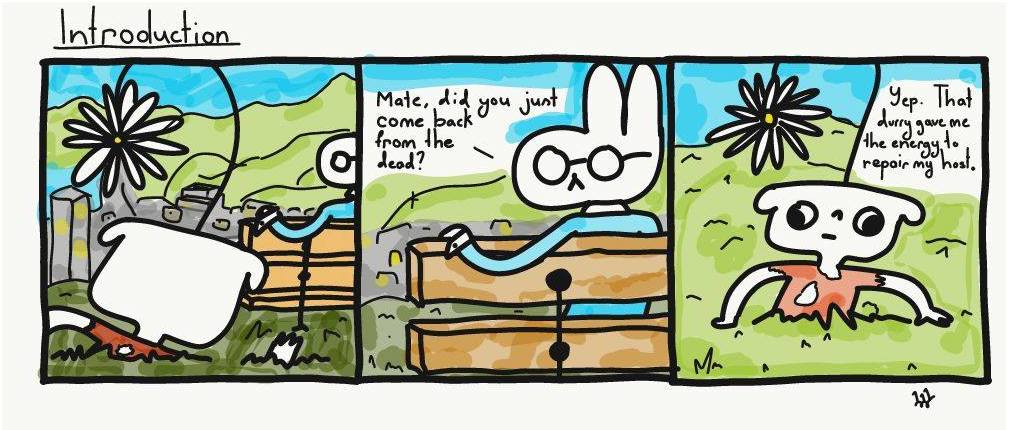 Introduction
Mate, did you just
come back
from the
dead?
Yep. That
durry gave me
the energy to
repair my host.